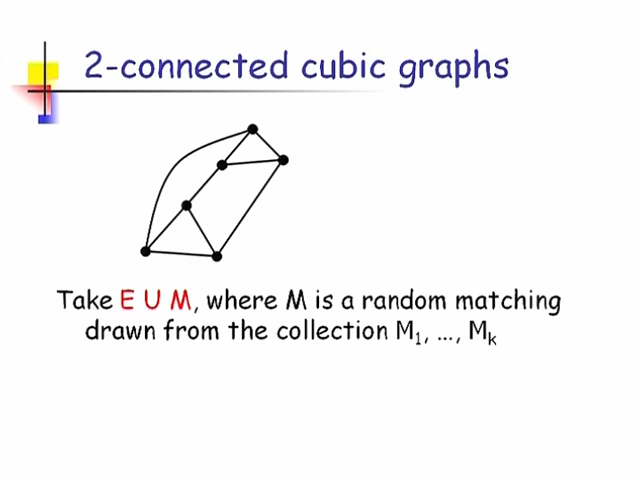 2-connected cubic graphs
Take E U M, where M is a random matching
drawn from the collection M₁, ..., Mₖ